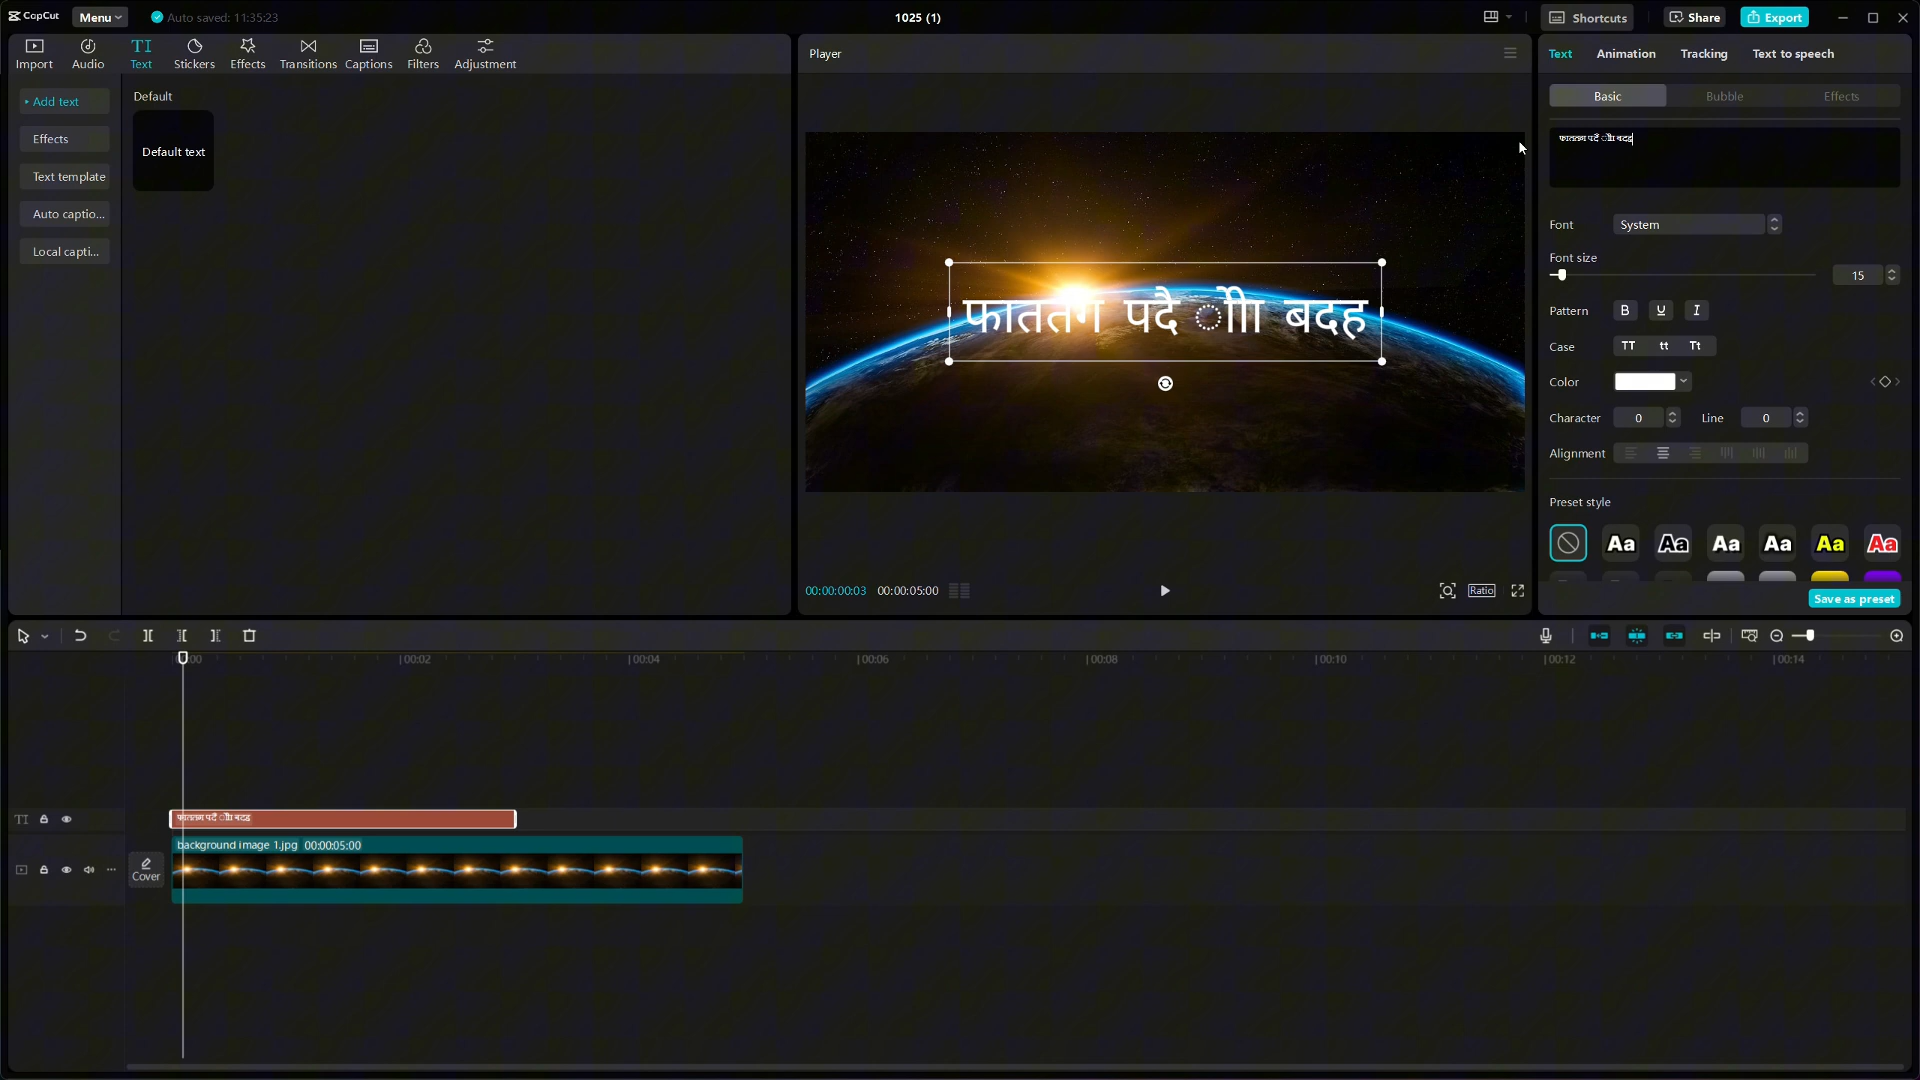 CapCut
Menu
Auto saved: 11:35:23
1025 (1)
Shortcuts
Share
Export
Import
Audio
TI
Text
Stickers
Effects
Transitions
Captions
Filters
Adjustment
Player
Text
Animation
Tracking
Text to speech
Add text
Effects
Text template
Auto captio...
Local capti...
Default
Default text
फाततग पदै ाीा बदह
Basic
Bubble
Effects
फाततग पदै ाीा बदह
Font
System
Font size
15
Pattern
B
U
I
Case
TT
tt
Tt
Color
Character
0
Line
0
Alignment
Preset style
Aa
Aa
Aa
Aa
Aa
Aa
Save as preset
00:00:00:03
00:00:05:00
Ratio
00:02
00:04
00:06
00:08
00:10
00:12
00:14
TI
फाततग पदै ाीा बदह
Cover
background image 1.jpg 00:00:05:00